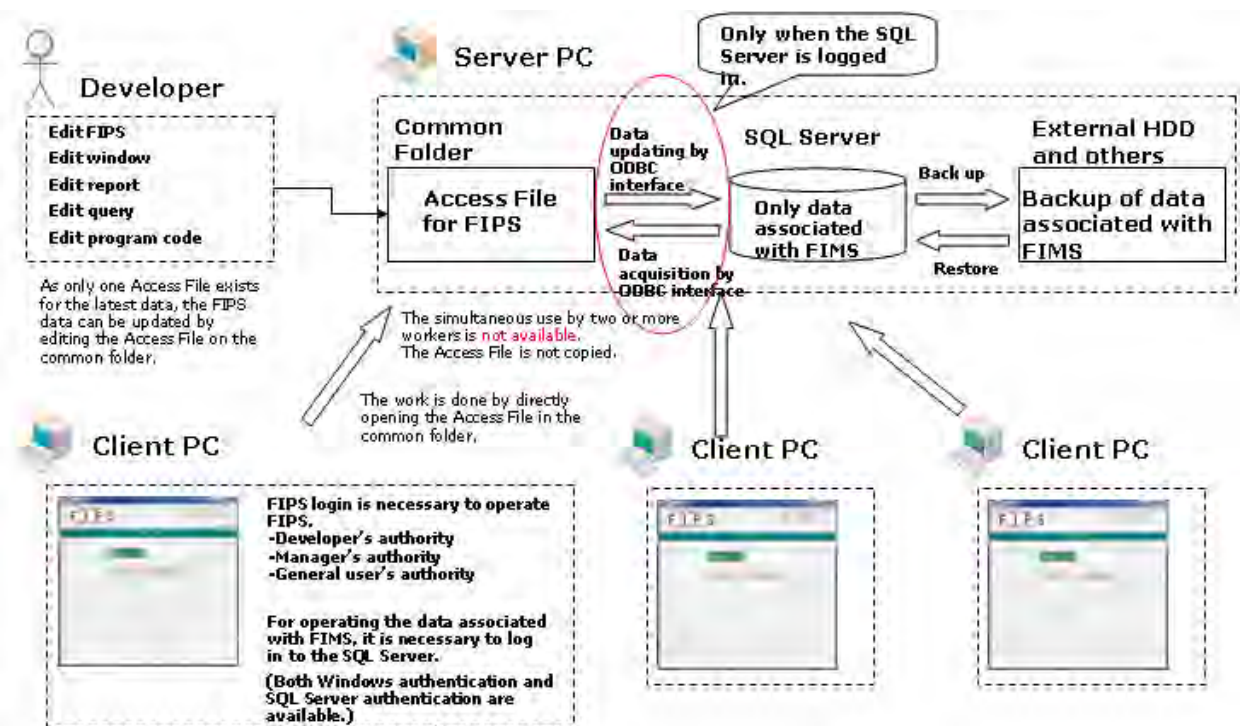 Developer
Edit FIPS
Edit window
Edit report
Edit query
Edit program code
As only one Access File exists
for the latest data, the FIPS
data can be updated by
editing the Access File on the
common folder.
Server PC
Only when the SQL
Server is logged
in.
Common
Folder
Access File
for FIPS
Data
updating by
ODBC
interface
Data
acquisition by
ODBC interface
SQL Server
Only data
associated
with FIMS
Back up
Restore
External HDD
and others
Backup of data
associated with
FIMS
The simultaneous use by two or more
workers is not available.
The Access File is not copied.
The work is done by directly
opening the Access File in the
common folder.
Client PC
FIPS
FIPS login is necessary to operate
FIPS.
-Developer's authority
-Manager's authority
-General user's authority
For operating the data associated
with FIMS, it is necessary to log
in to the SQL Server.
(Both Windows authentication and
SQL Server authentication are
available.)
Client PC
FIPS
Client PC
FIPS